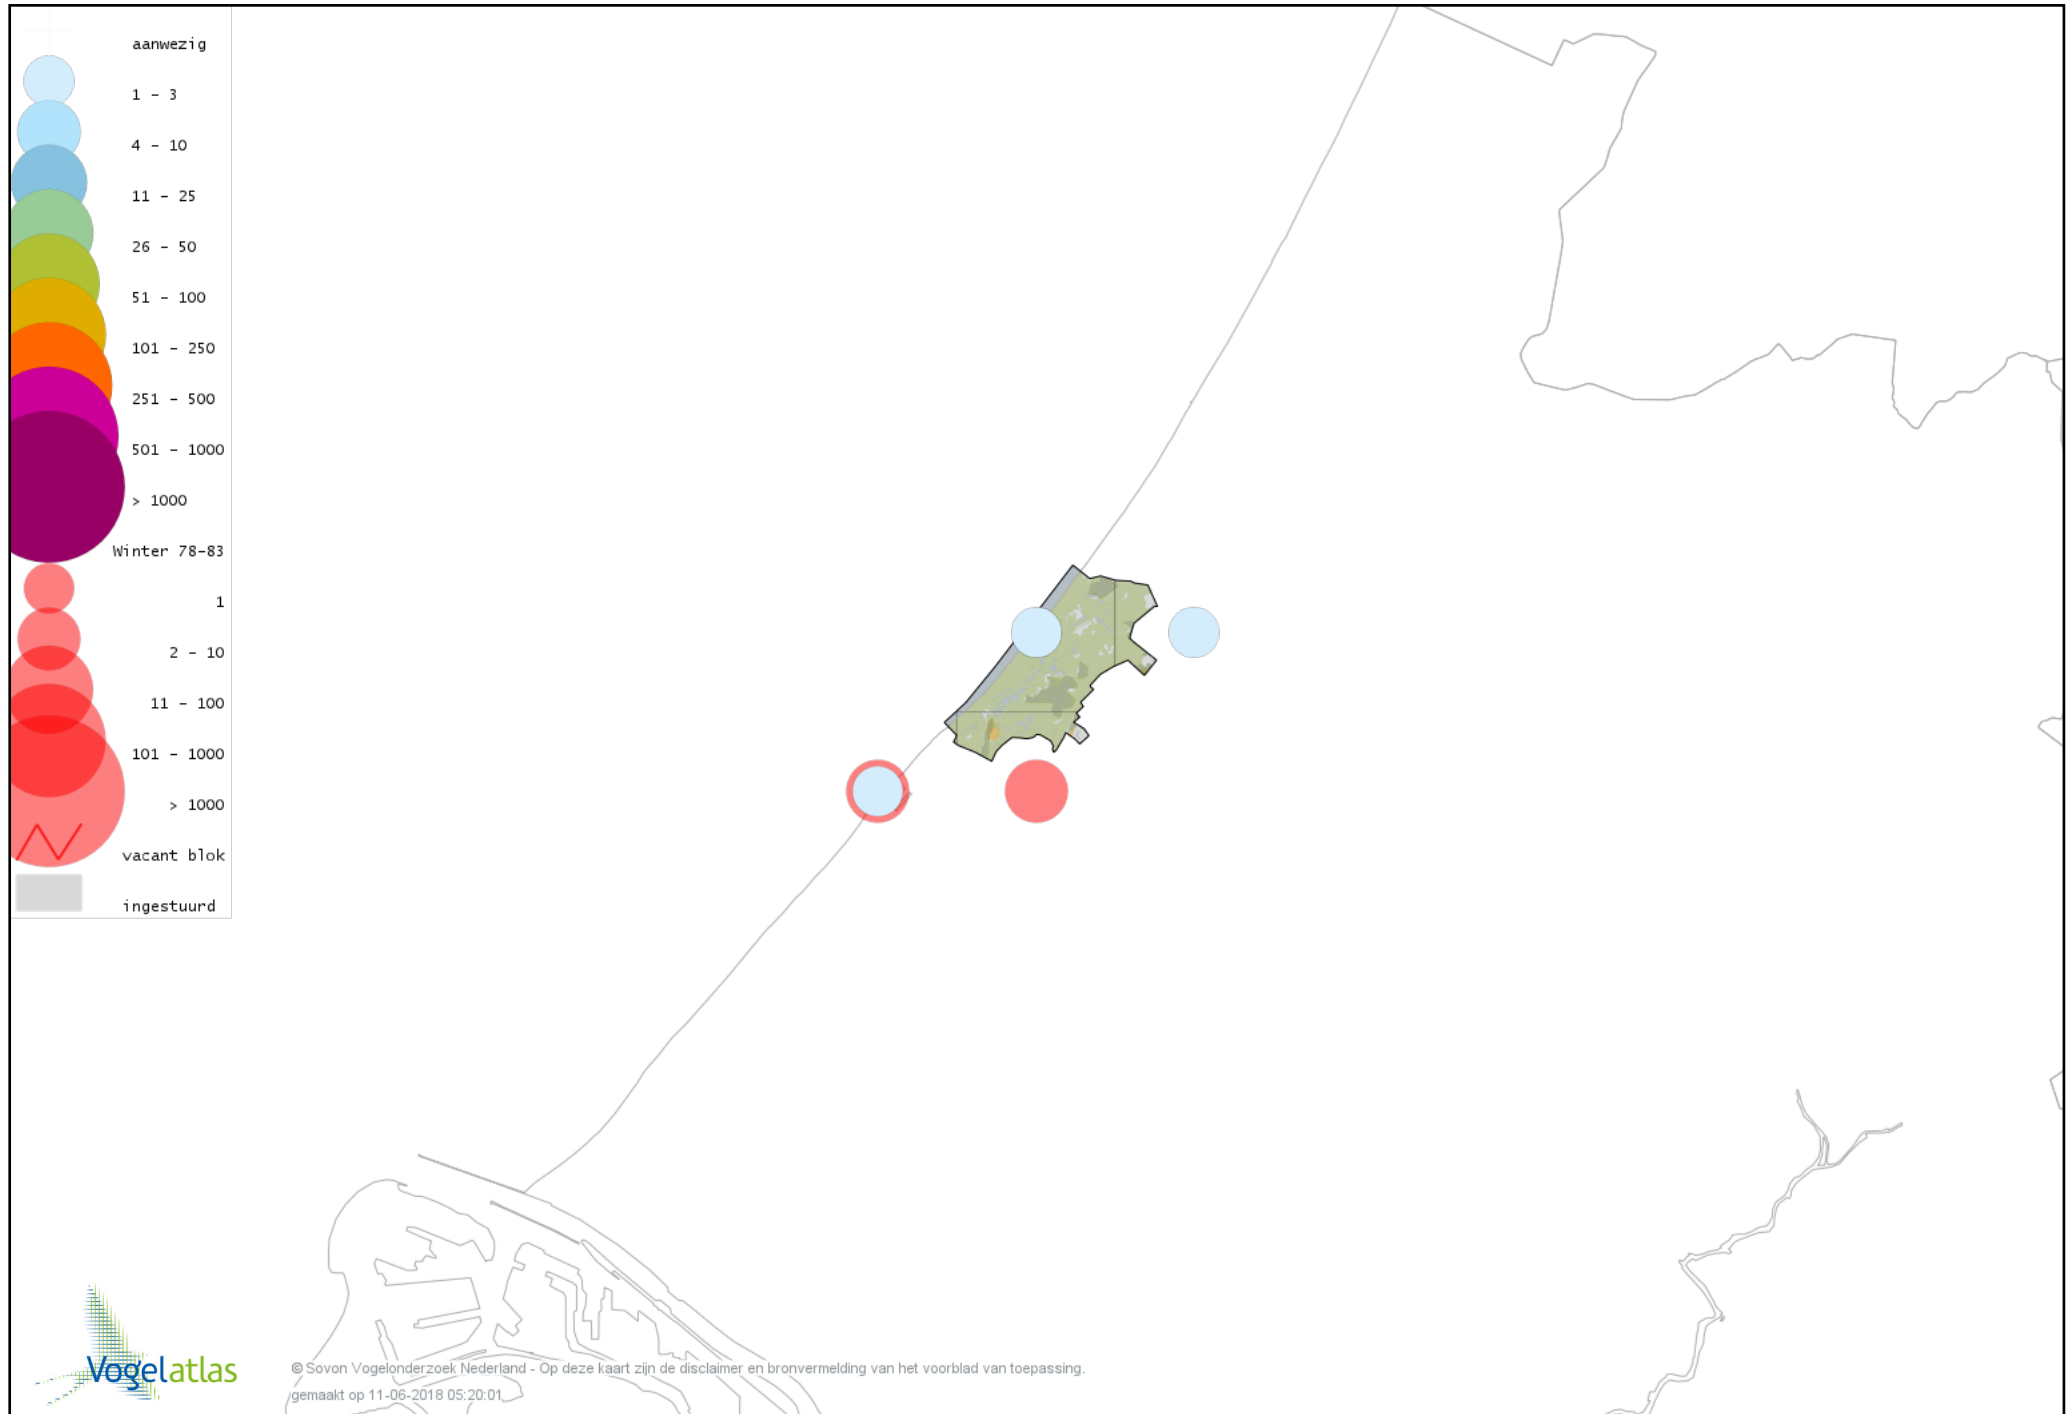 aanwezig
1 - 3
4 - 10
11 - 25
26 - 50
51 - 100
101 - 250
251 - 500
501 - 1000
> 1000
Winter 78-83
1
2 - 10
11 - 100
101 - 1000
> 1000
vacant blok
ingestuurd
Vogelatlas
© Sovon Vogelonderzoek Nederland - Op deze kaart zijn de disclaimer en bronvermelding van het voorblad van toepassing.
gemaakt op 11-06-2018 05:20:01